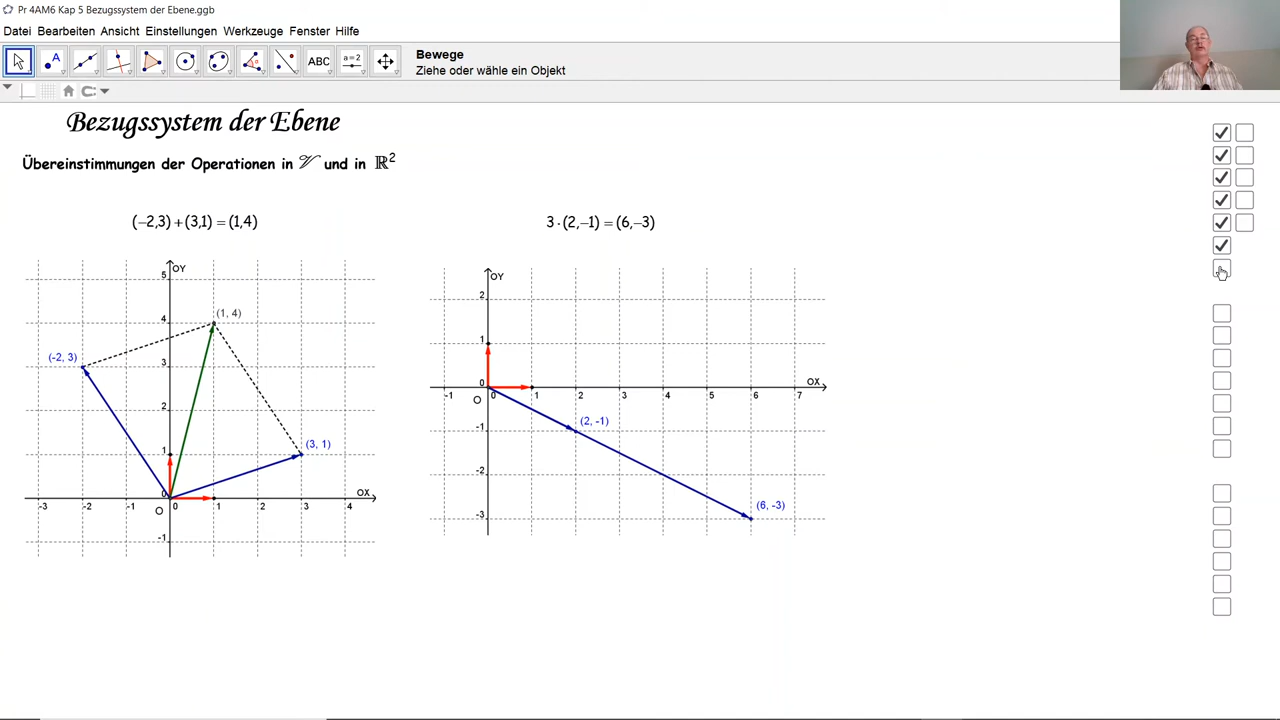 Pr 4AM6 Kap 5 Bezugssystem der Ebene.ggb
Datei Bearbeiten Ansicht Einstellungen Werkzeuge Fenster Hilfe
A
ABC
a=2
Bewege
Ziehe oder wähle ein Objekt
Bezugssystem der Ebene
Übereinstimmungen der Operationen in 𝒱 und in ℝ²
(−2,3) + (3,1) = (1,4)
3·(2,−1) = (6,−3)
OY
5
4
3
2
1
0
-1
(1, 4)
(-2, 3)
(3, 1)
OX
O
-3 -2 -1 0 1 2 3 4
OY
2
1
0
-1
-2
-3
OX
O
-1 0 1 2 3 4 5 6 7
(2, -1)
(6, -3)